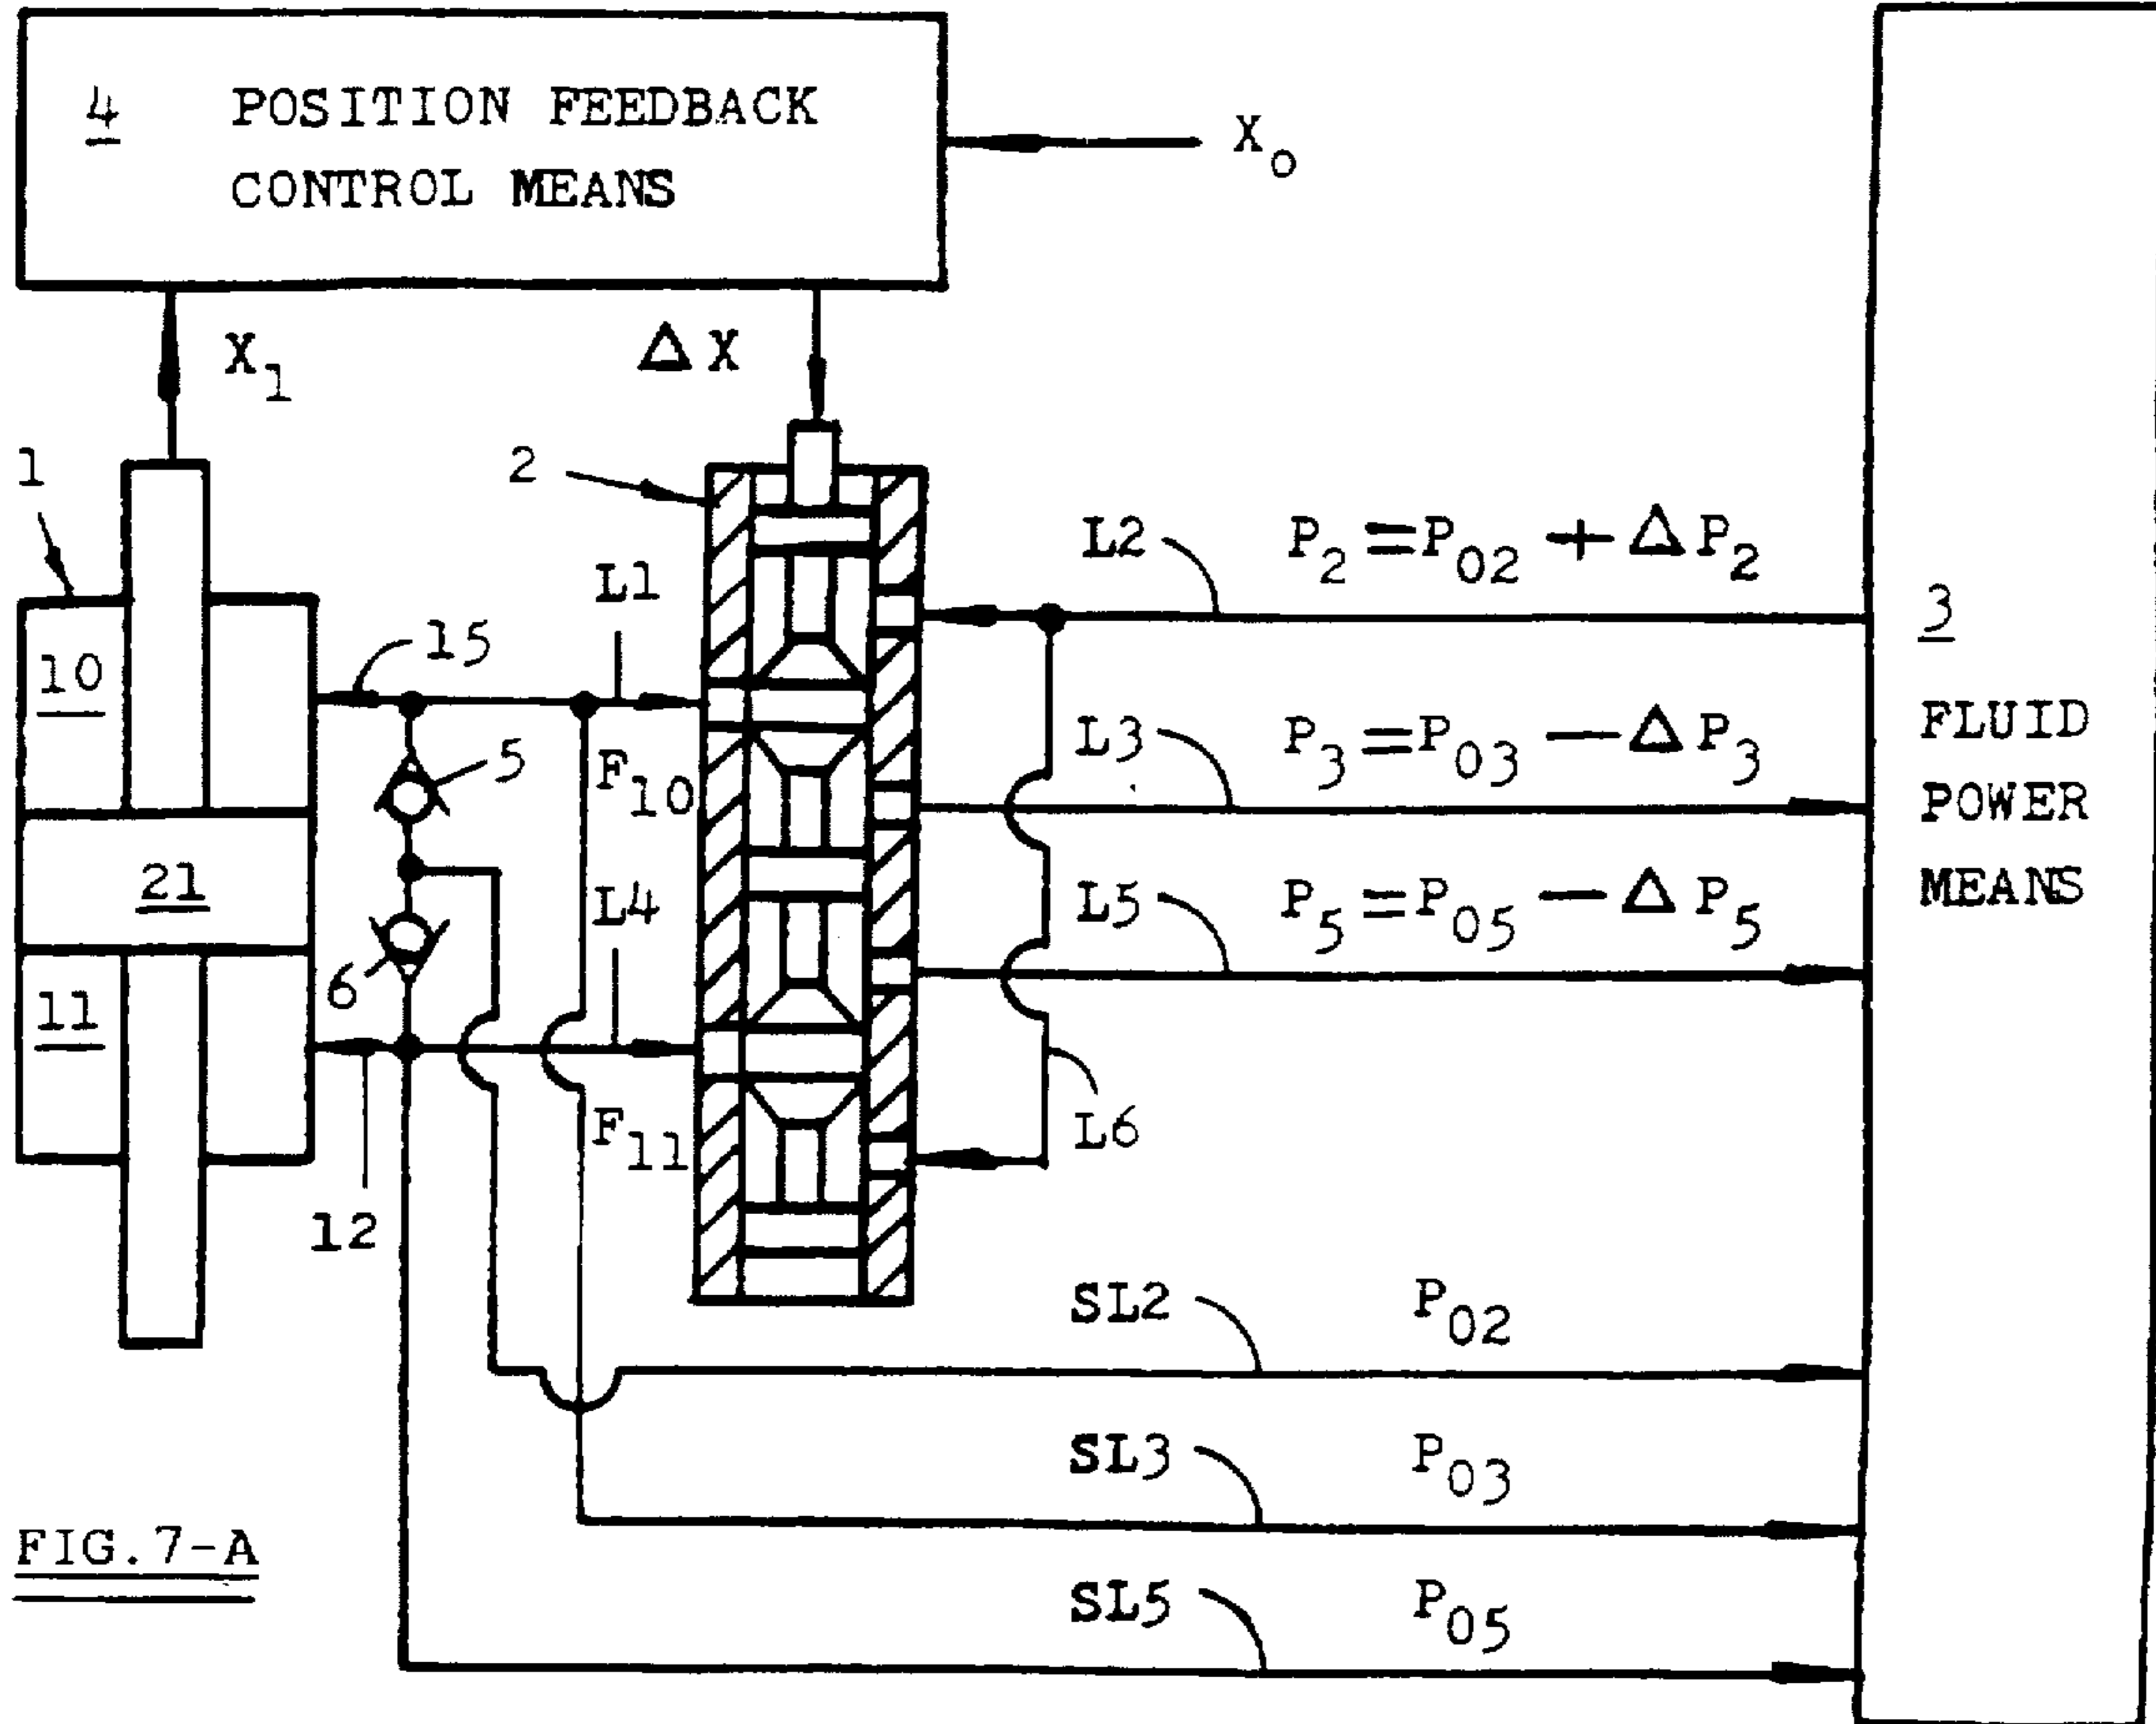 4 POSITION FEEDBACK
CONTROL MEANS
X₀
X₁
ΔX
1
2
L2
P₂=P₀₂+ΔP₂
3
L1
15
10
L3
P₃=P₀₃−ΔP₃
FLUID
5
F₁₀
POWER
21
L4
L5
P₅=P₀₅−ΔP₅
MEANS
6
11
F₁₁
L6
12
SL2
P₀₂
SL3
P₀₃
FIG.7-A
SL5
P₀₅